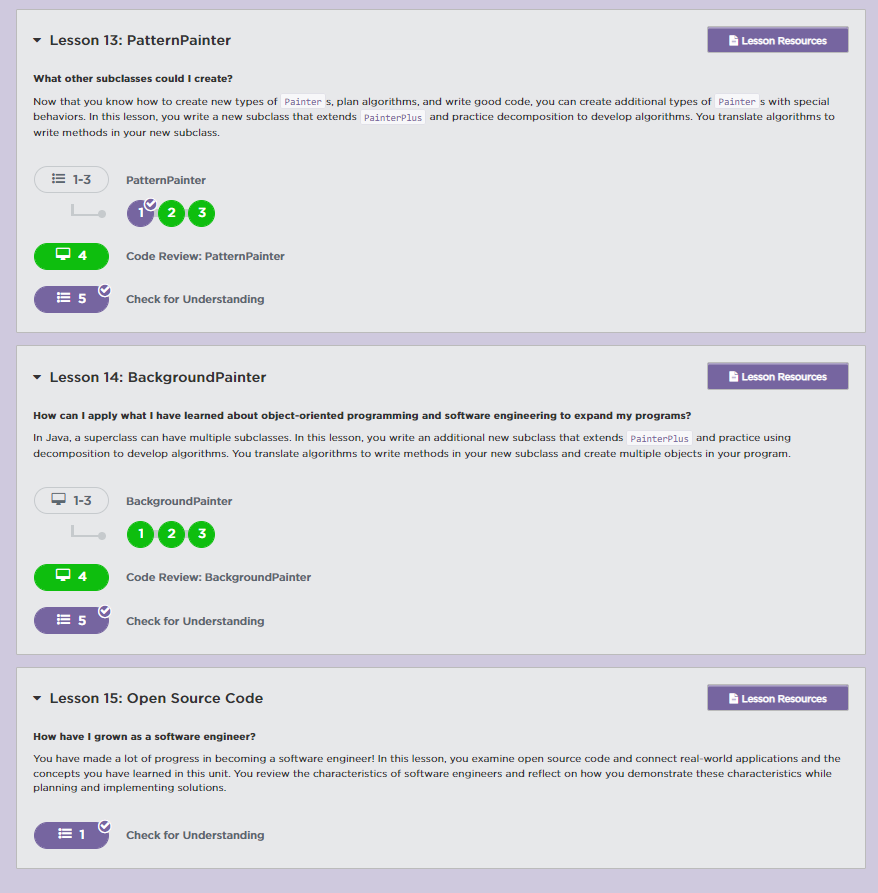 Lesson 13: PatternPainter
Lesson Resources
What other subclasses could I create?
Now that you know how to create new types of Painter s, plan algorithms, and write good code, you can create additional types of Painter s with special
behaviors. In this lesson, you write a new subclass that extends PainterPlus and practice decomposition to develop algorithms. You translate algorithms to
write methods in your new subclass.
1-3 PatternPainter
1 2 3
4 Code Review: PatternPainter
5 Check for Understanding
Lesson 14: BackgroundPainter
Lesson Resources
How can I apply what I have learned about object-oriented programming and software engineering to expand my programs?
In Java, a superclass can have multiple subclasses. In this lesson, you write an additional new subclass that extends PainterPlus and practice using
decomposition to develop algorithms. You translate algorithms to write methods in your new subclass and create multiple objects in your program.
1-3 BackgroundPainter
1 2 3
4 Code Review: BackgroundPainter
5 Check for Understanding
Lesson 15: Open Source Code
Lesson Resources
How have I grown as a software engineer?
You have made a lot of progress in becoming a software engineer! In this lesson, you examine open source code and connect real-world applications and the
concepts you have learned in this unit. You review the characteristics of software engineers and reflect on how you demonstrate these characteristics while
planning and implementing solutions.
1 Check for Understanding